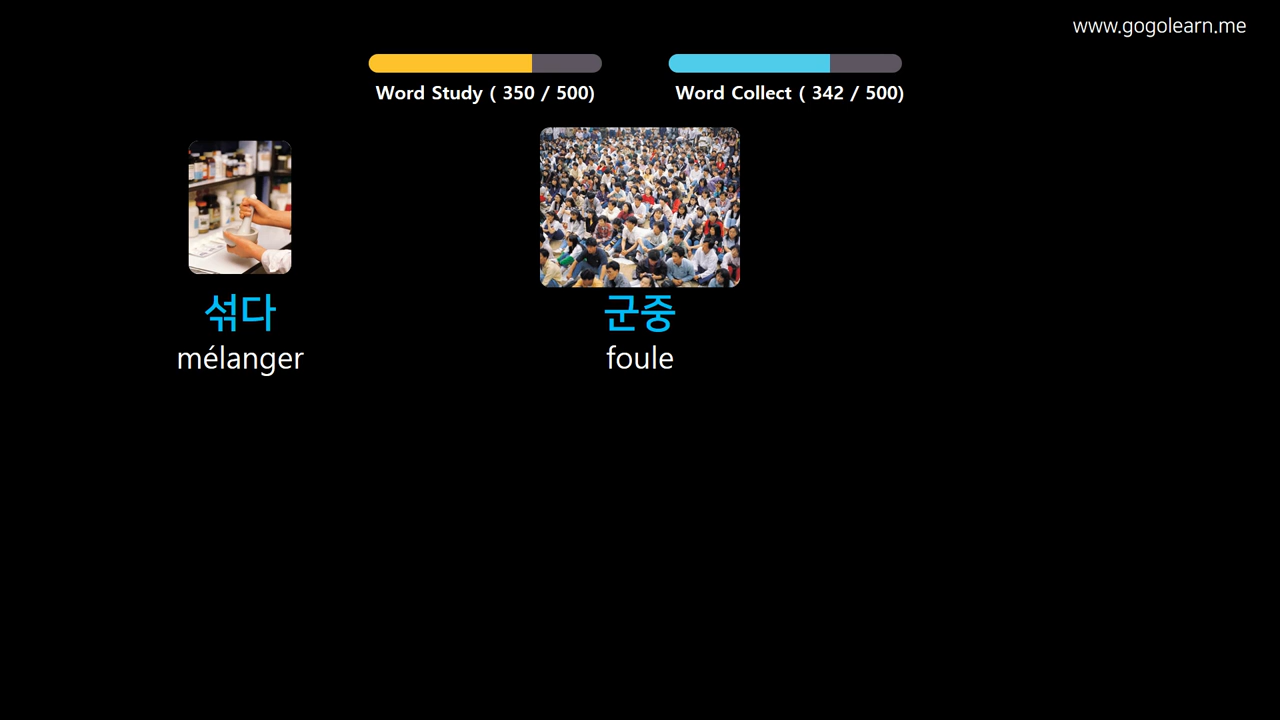 www.gogolearn.me
Word Study ( 350 / 500)
Word Collect ( 342 / 500)
섞다
mélanger
군중
foule